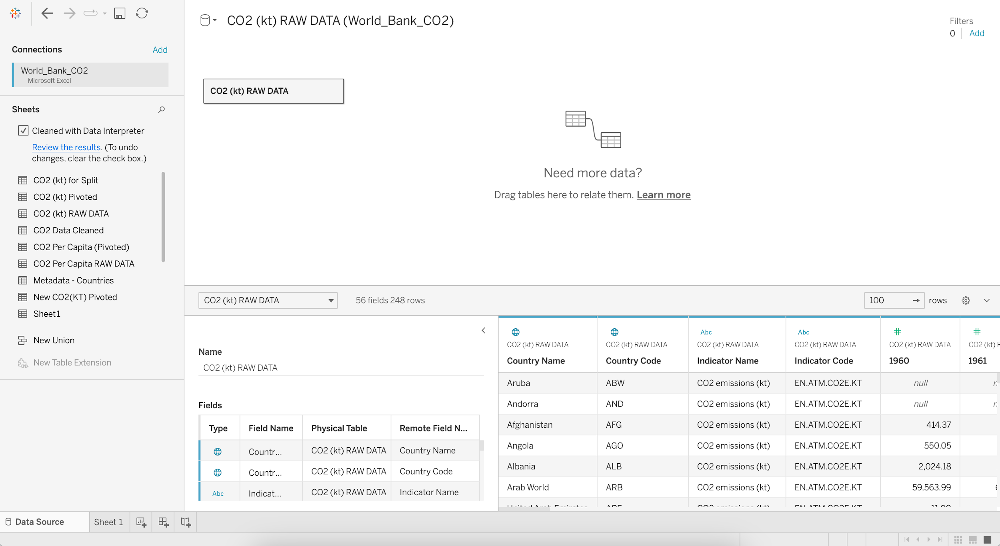 CO2 (kt) RAW DATA (World_Bank_CO2)
Filters
0 Add
Connections Add
World_Bank_CO2
Microsoft Excel
CO2 (kt) RAW DATA
Sheets
Cleaned with Data Interpreter
Review the results. (To undo
changes, clear the check box.)
CO2 (kt) for Split
CO2 (kt) Pivoted
CO2 (kt) RAW DATA
CO2 Data Cleaned
CO2 Per Capita (Pivoted)
CO2 Per Capita RAW DATA
Metadata - Countries
New CO2(KT) Pivoted
Sheet1
New Union
New Table Extension
Need more data?
Drag tables here to relate them. Learn more
CO2 (kt) RAW DATA 56 fields 248 rows 100 rows
Name
CO2 (kt) RAW DATA
Fields
Type Field Name Physical Table Remote Field N...
Countr... CO2 (kt) RAW DATA Country Name
Countr... CO2 (kt) RAW DATA Country Code
Abc Indicat... CO2 (kt) RAW DATA Indicator Name
Abc Abc
CO2 (kt) RAW DATA CO2 (kt) RAW DATA CO2 (kt) RAW DATA CO2 (kt) RAW DATA CO2 (kt) RAW DATA CO2 (kt)
Country Name Country Code Indicator Name Indicator Code 1960 1961
Aruba ABW CO2 emissions (kt) EN.ATM.CO2E.KT null
Andorra AND CO2 emissions (kt) EN.ATM.CO2E.KT null
Afghanistan AFG CO2 emissions (kt) EN.ATM.CO2E.KT 414.37
Angola AGO CO2 emissions (kt) EN.ATM.CO2E.KT 550.05
Albania ALB CO2 emissions (kt) EN.ATM.CO2E.KT 2,024.18
Arab World ARB CO2 emissions (kt) EN.ATM.CO2E.KT 59,563.99
Data Source Sheet 1